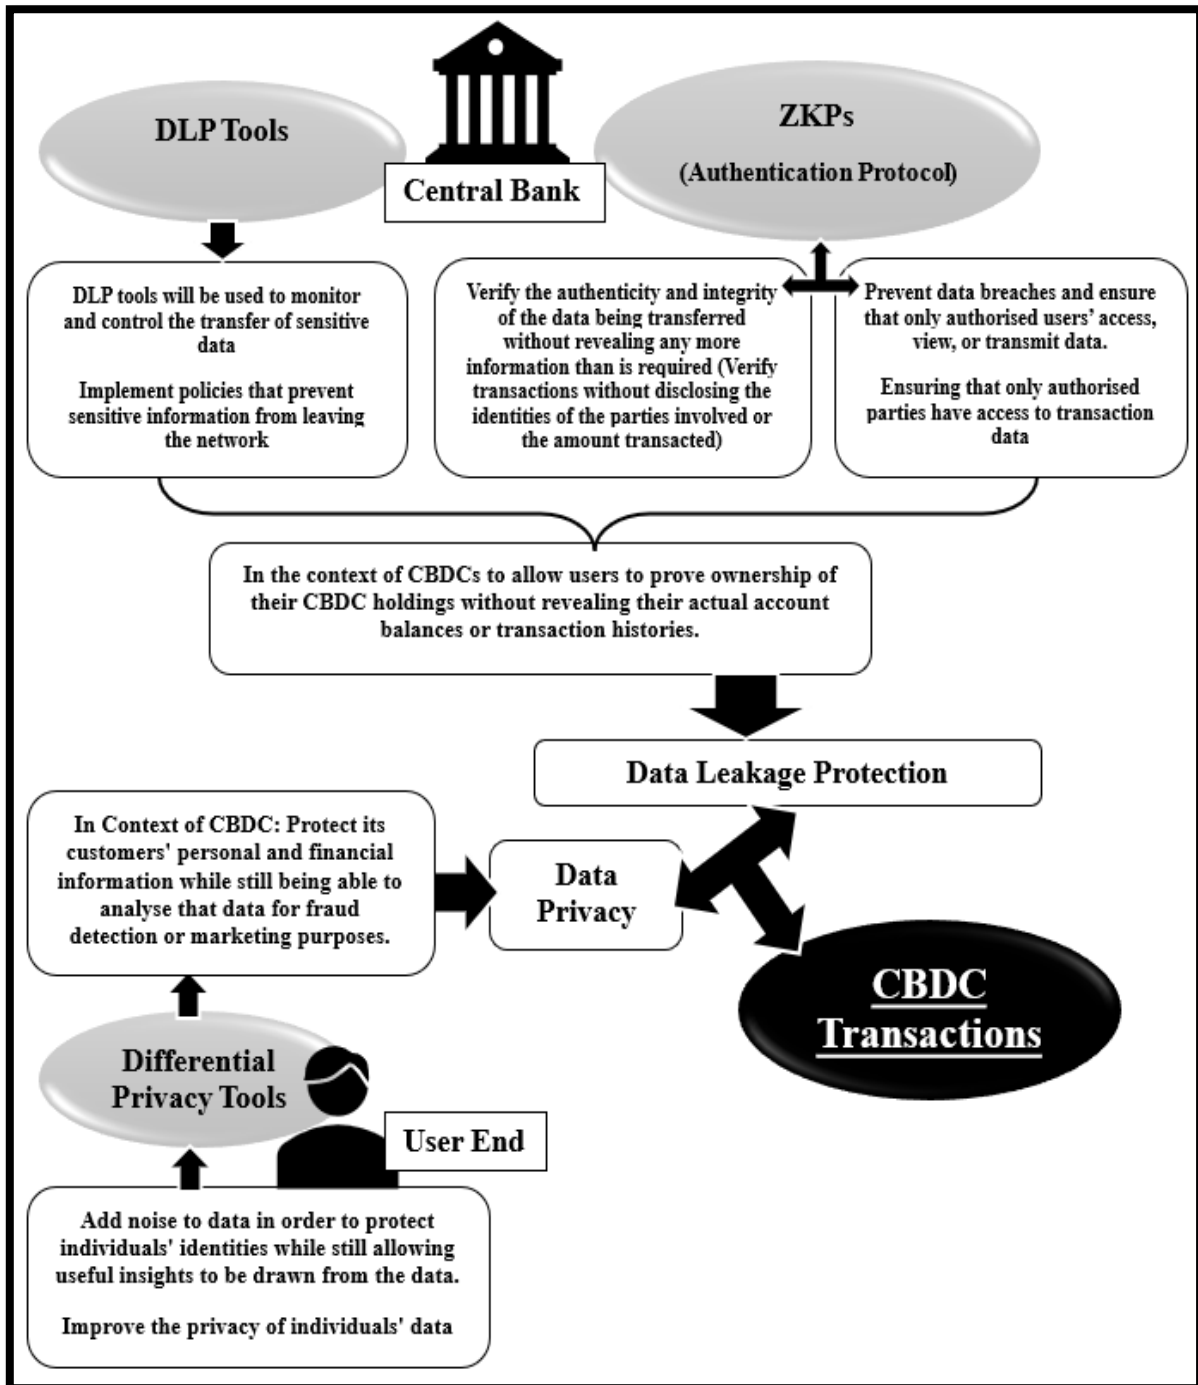 DLP Tools
Central Bank
ZKPs
(Authentication Protocol)
DLP tools will be used to monitor
and control the transfer of sensitive
data
Implement policies that prevent
sensitive information from leaving
the network
Verify the authenticity and integrity
of the data being transferred
without revealing any more
information than is required (Verify
transactions without disclosing the
identities of the parties involved or
the amount transacted)
Prevent data breaches and ensure
that only authorised users’ access,
view, or transmit data.
Ensuring that only authorised
parties have access to transaction
data
In the context of CBDCs to allow users to prove ownership of
their CBDC holdings without revealing their actual account
balances or transaction histories.
Data Leakage Protection
In Context of CBDC: Protect its
customers' personal and financial
information while still being able to
analyse that data for fraud
detection or marketing purposes.
Data
Privacy
CBDC
Transactions
Differential
Privacy Tools
User End
Add noise to data in order to protect
individuals' identities while still allowing
useful insights to be drawn from the data.
Improve the privacy of individuals' data